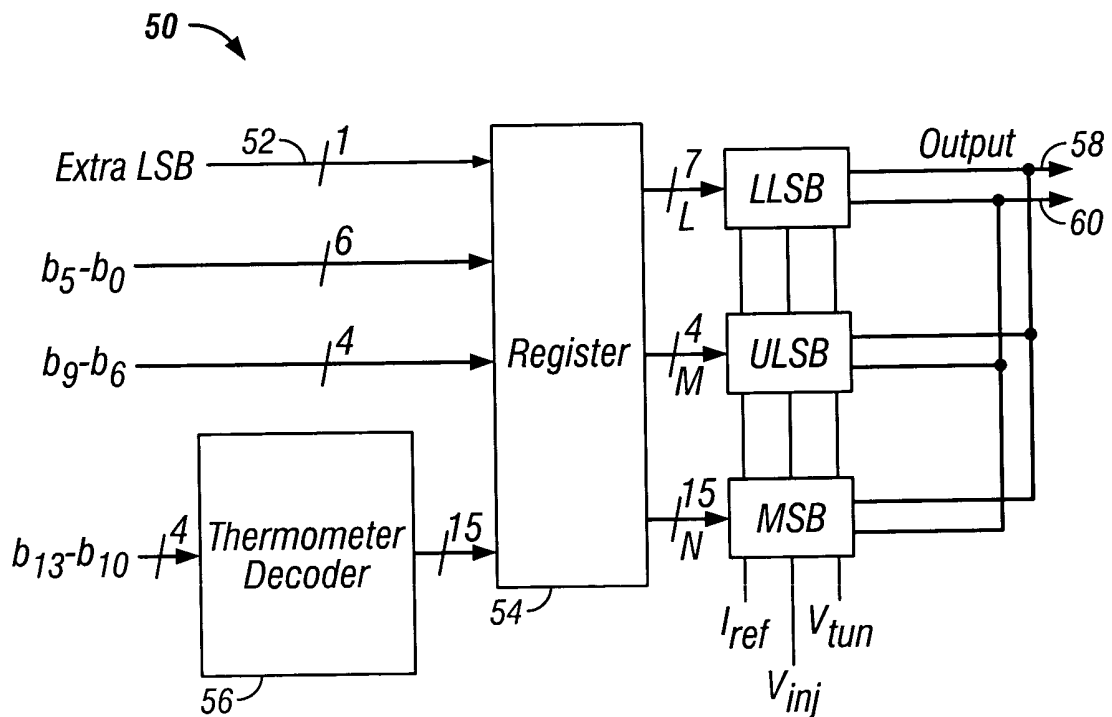 50
Extra LSB
52
1
b5-b0
6
b9-b6
4
b13-b10
4
Thermometer
Decoder
56
15
Register
54
7
L
4
M
15
N
LLSB
ULSB
MSB
Output
58
60
Iref
Vinj
Vtun